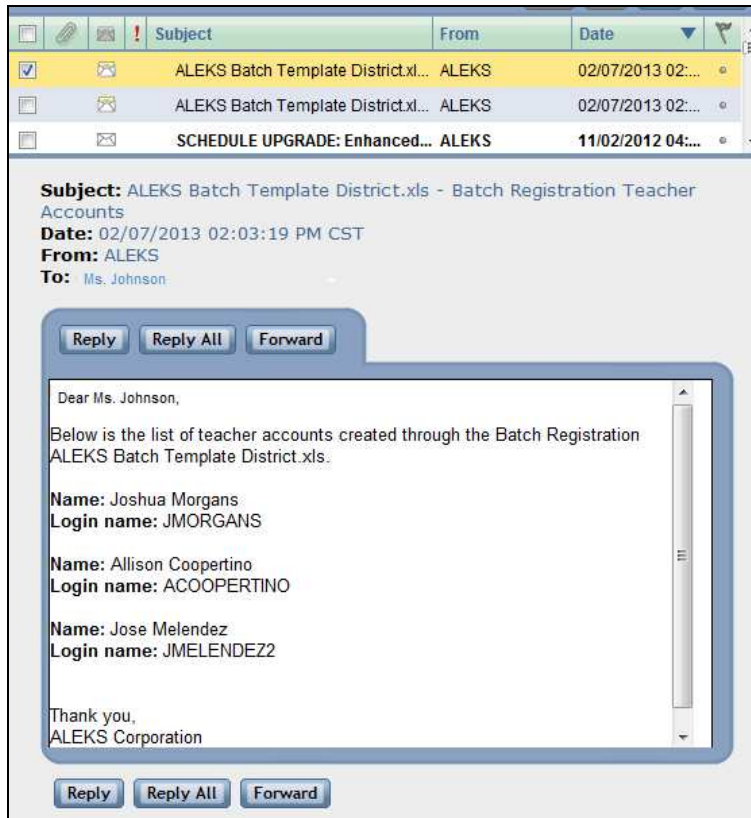 ! Subject From Date
ALEKS Batch Template District.xl... ALEKS 02/07/2013 02:...
ALEKS Batch Template District.xl... ALEKS 02/07/2013 02:...
SCHEDULE UPGRADE: Enhanced... ALEKS 11/02/2012 04:...
Subject: ALEKS Batch Template District.xls - Batch Registration Teacher
Accounts
Date: 02/07/2013 02:03:19 PM CST
From: ALEKS
To: Ms. Johnson
Reply Reply All Forward
Dear Ms. Johnson,
Below is the list of teacher accounts created through the Batch Registration
ALEKS Batch Template District.xls.
Name: Joshua Morgans
Login name: JMORGANS
Name: Allison Coopertino
Login name: ACOOPERTINO
Name: Jose Melendez
Login name: JMELENDEZ2
Thank you,
ALEKS Corporation
Reply Reply All Forward